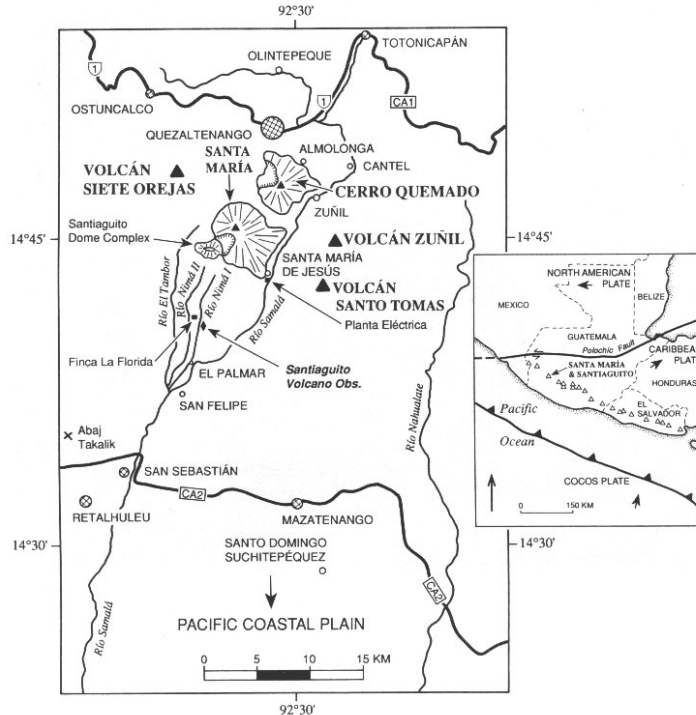 92°30'
TOTONICAPÁN
OLINTEPEQUE
1
OSTUNCALCO
1
CA1
QUEZALTENANGO
ALMOLONGA
SANTA
MARÍA
CANTEL
VOLCÁN
SIETE OREJAS
CERRO QUEMADO
ZUÑIL
Santiaguito
Dome Complex
14°45'
VOLCÁN ZUÑIL
14°45'
SANTA MARÍA
DE JESÚS
VOLCÁN
SANTO TOMAS
Río El Tambor
Río Nimá II
Río Nimá I
Río Samalá
Planta Eléctrica
Finça La Florida
Santiaguito
Volcano Obs.
EL PALMAR
SAN FELIPE
Río Nahualate
Abaj
Takalik
SAN SEBASTIÁN
CA2
RETALHULEU
MAZATENANGO
14°30'
14°30'
SANTO DOMINGO
SUCHITEPÉQUEZ
CA2
PACIFIC COASTAL PLAIN
Río Samalá
0 5 10 15 KM
92°30'
NORTH AMERICAN
PLATE
MEXICO
BELIZE
GUATEMALA
Polochic Fault
CARIBBEAN
PLATE
SANTA MARÍA
& SANTIAGUITO
HONDURAS
EL
SALVADOR
Pacific
Ocean
COCOS PLATE
0 150 KM